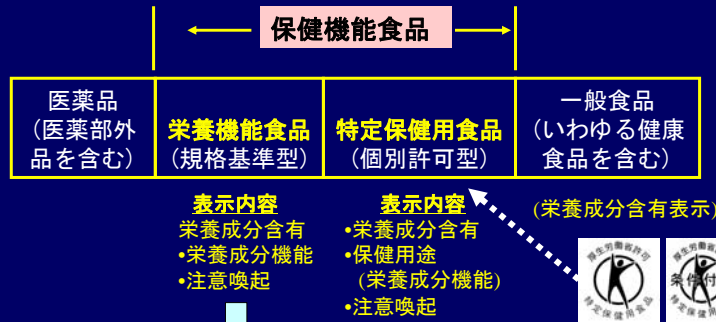 保健機能食品
医薬品
（医薬部外
品を含む）
栄養機能食品
（規格基準型）
特定保健用食品
（個別許可型）
一般食品
（いわゆる健康
食品を含む）
表示内容
栄養成分含有
•栄養成分機能
•注意喚起
表示内容
•栄養成分含有
•保健用途
(栄養成分機能)
•注意喚起
(栄養成分含有表示)
厚生労働省許可
特定保健用食品
条件付